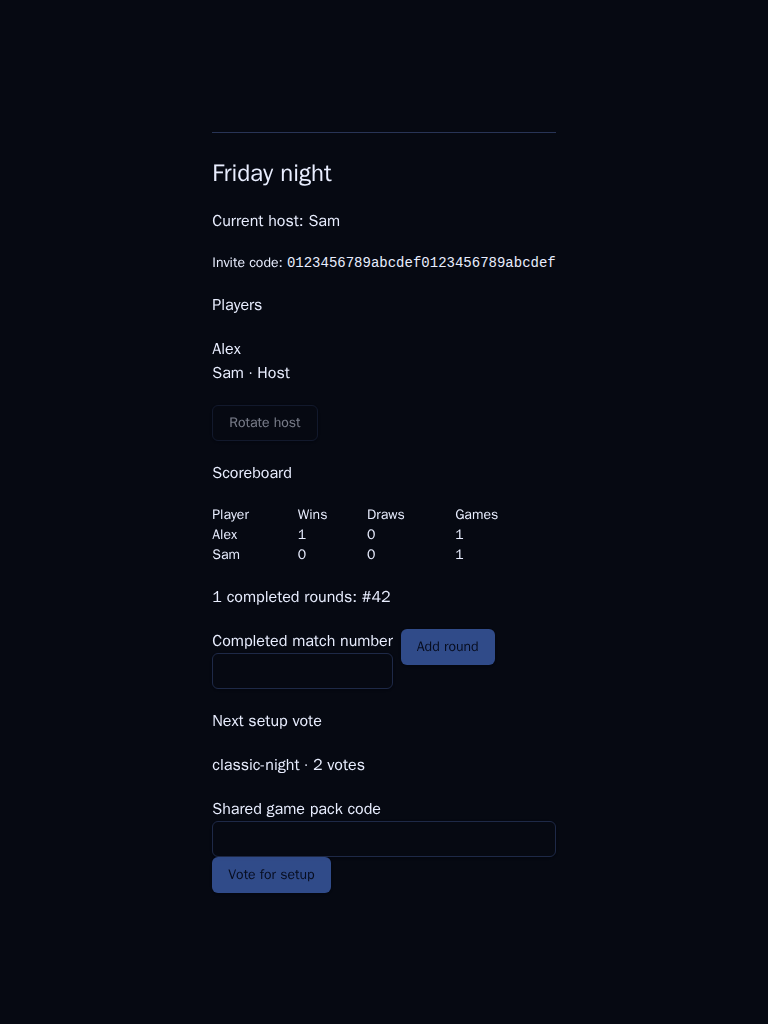 Friday night
Current host: Sam
Invite code: 0123456789abcdef0123456789abcdef
Players
Alex
Sam · Host
Rotate host
Scoreboard
Player Wins Draws Games
Alex 1 0 1
Sam 0 0 1
1 completed rounds: #42
Completed match number
Add round
Next setup vote
classic-night · 2 votes
Shared game pack code
Vote for setup